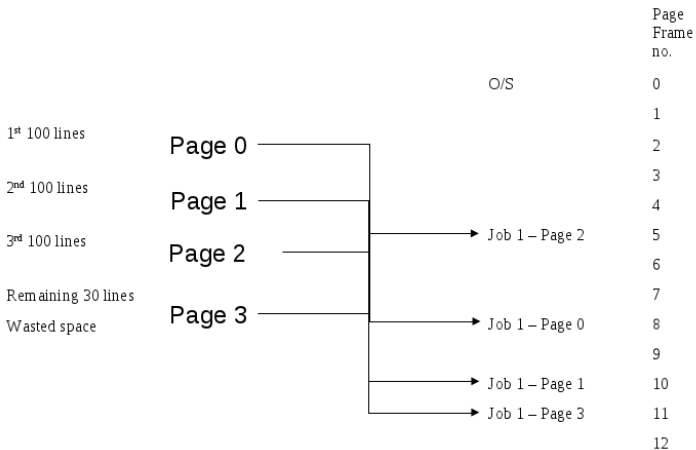 Page
Frame
no.
O/S 0
1
1st 100 lines
Page 0 2
3
2nd 100 lines
Page 1 4
3rd 100 lines
Job 1 – Page 2 5
Page 2 6
Remaining 30 lines 7
Page 3
Wasted space Job 1 – Page 0 8
9
Job 1 – Page 1 10
Job 1 – Page 3 11
12